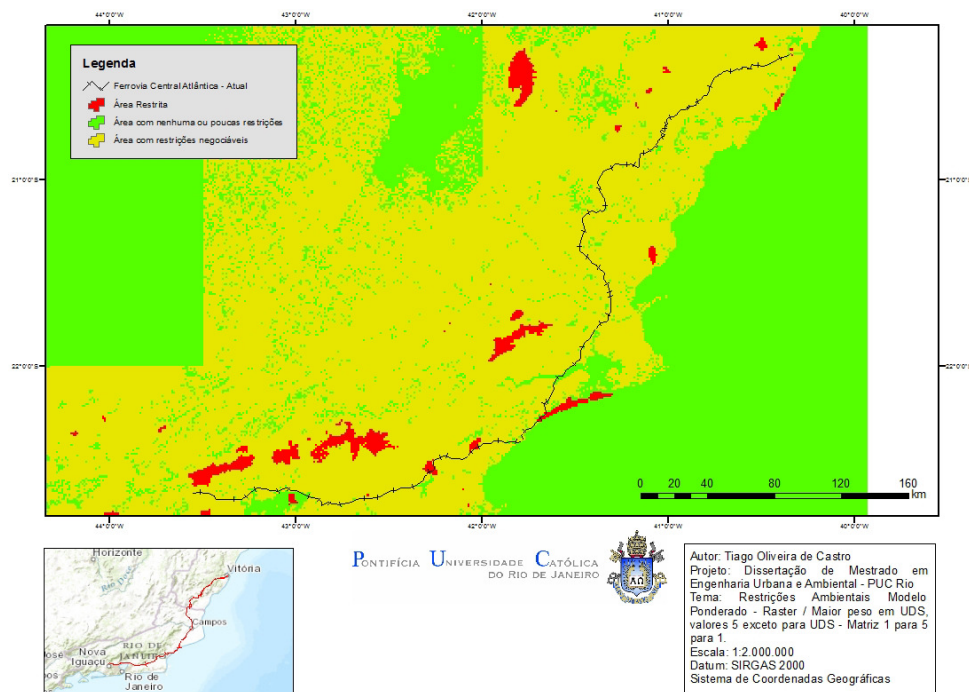 44°0'0"W
43°0'0"W
42°0'0"W
41°0'0"W
40°0'0"W
Legenda
Ferrovia Central Atlântica - Atual
Área Restrita
Área com nenhuma ou poucas restrições
Área com restrições negociáveis
21°0'0"S
21°0'0"S
22°0'0"S
22°0'0"S
0 20 40 80 120 160
km
44°0'0"W
43°0'0"W
42°0'0"W
41°0'0"W
40°0'0"W
Horizonte
Vitória
Campos
RIO DE
JANEIRO
José
Nova
Iguaçu
Rio de
Janeiro
PONTIFÍCIA UNIVERSIDADE CATÓLICA
DO RIO DE JANEIRO
Autor: Tiago Oliveira de Castro
Projeto: Dissertação de Mestrado em
Engenharia Urbana e Ambiental - PUC Rio
Tema: Restrições Ambientais Modelo
Ponderado - Raster / Maior peso em UDS,
valores 5 exceto para UDS - Matriz 1 para 5
para 1.
Escala: 1:2.000.000
Datum: SIRGAS 2000
Sistema de Coordenadas Geográficas